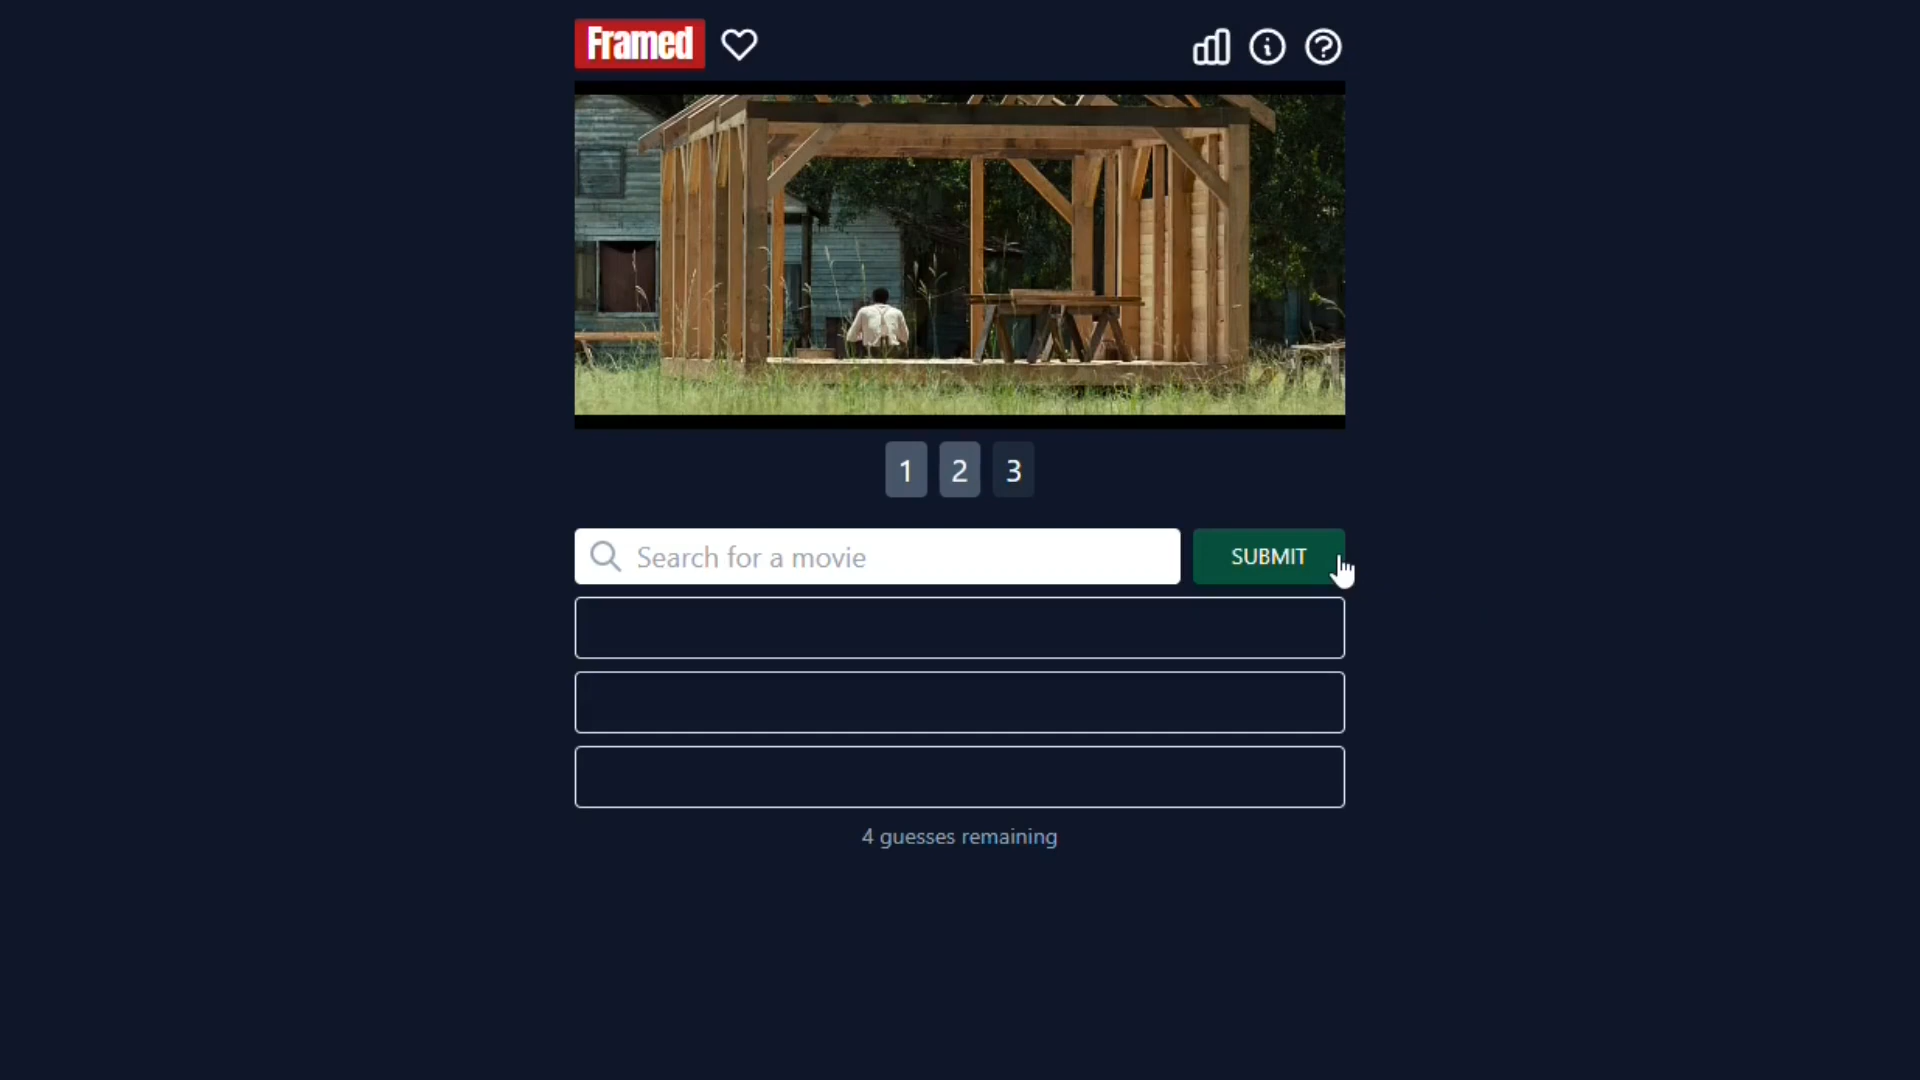 Framed
1 2 3
Search for a movie
SUBMIT
4 guesses remaining